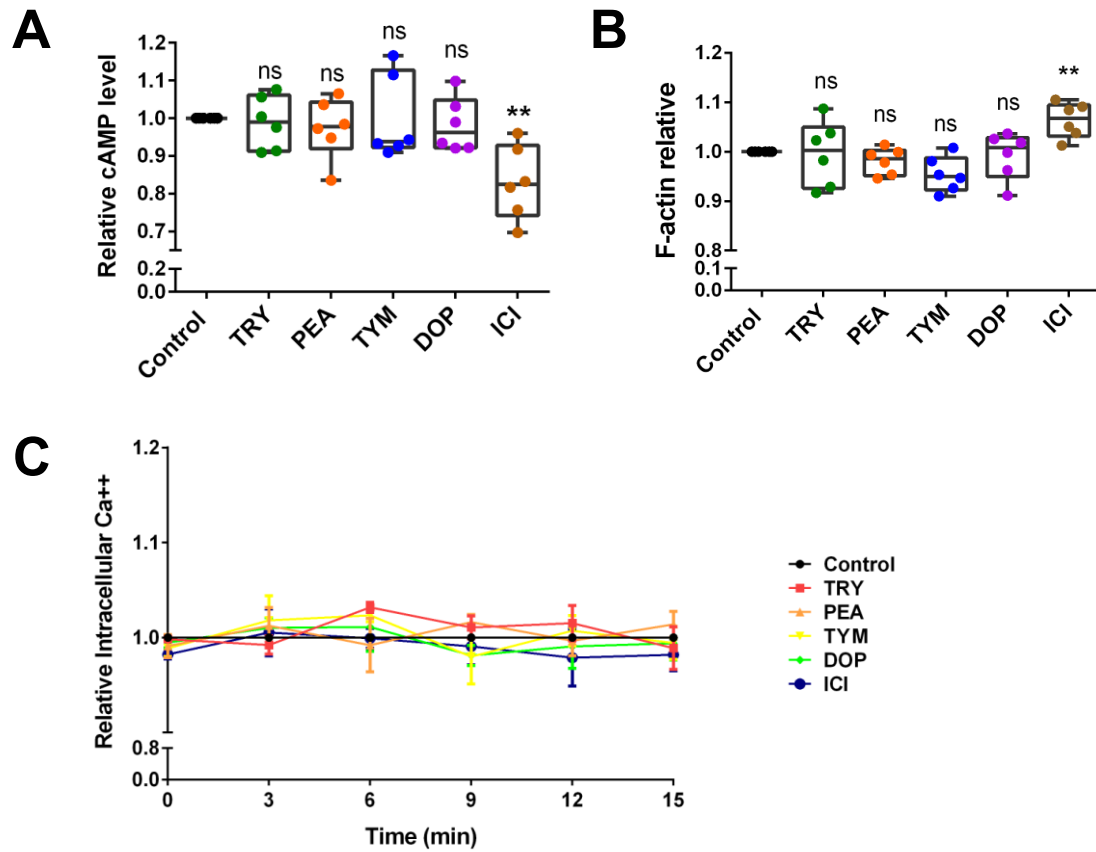 A
Relative cAMP level
1.2
1.1
1.0
0.9
0.8
0.7
0.2
0.0
ns
ns
ns
ns
**
Control
TRY
PEA
TYM
DOP
ICI
B
F-actin relative
1.2
1.1
1.0
0.9
0.8
0.1
0.0
ns
ns
ns
ns
**
Control
TRY
PEA
TYM
DOP
ICI
C
Relative Intracellular Ca++
1.2
1.1
1.0
0.8
0.0
0
3
6
9
12
15
Time (min)
Control
TRY
PEA
TYM
DOP
ICI